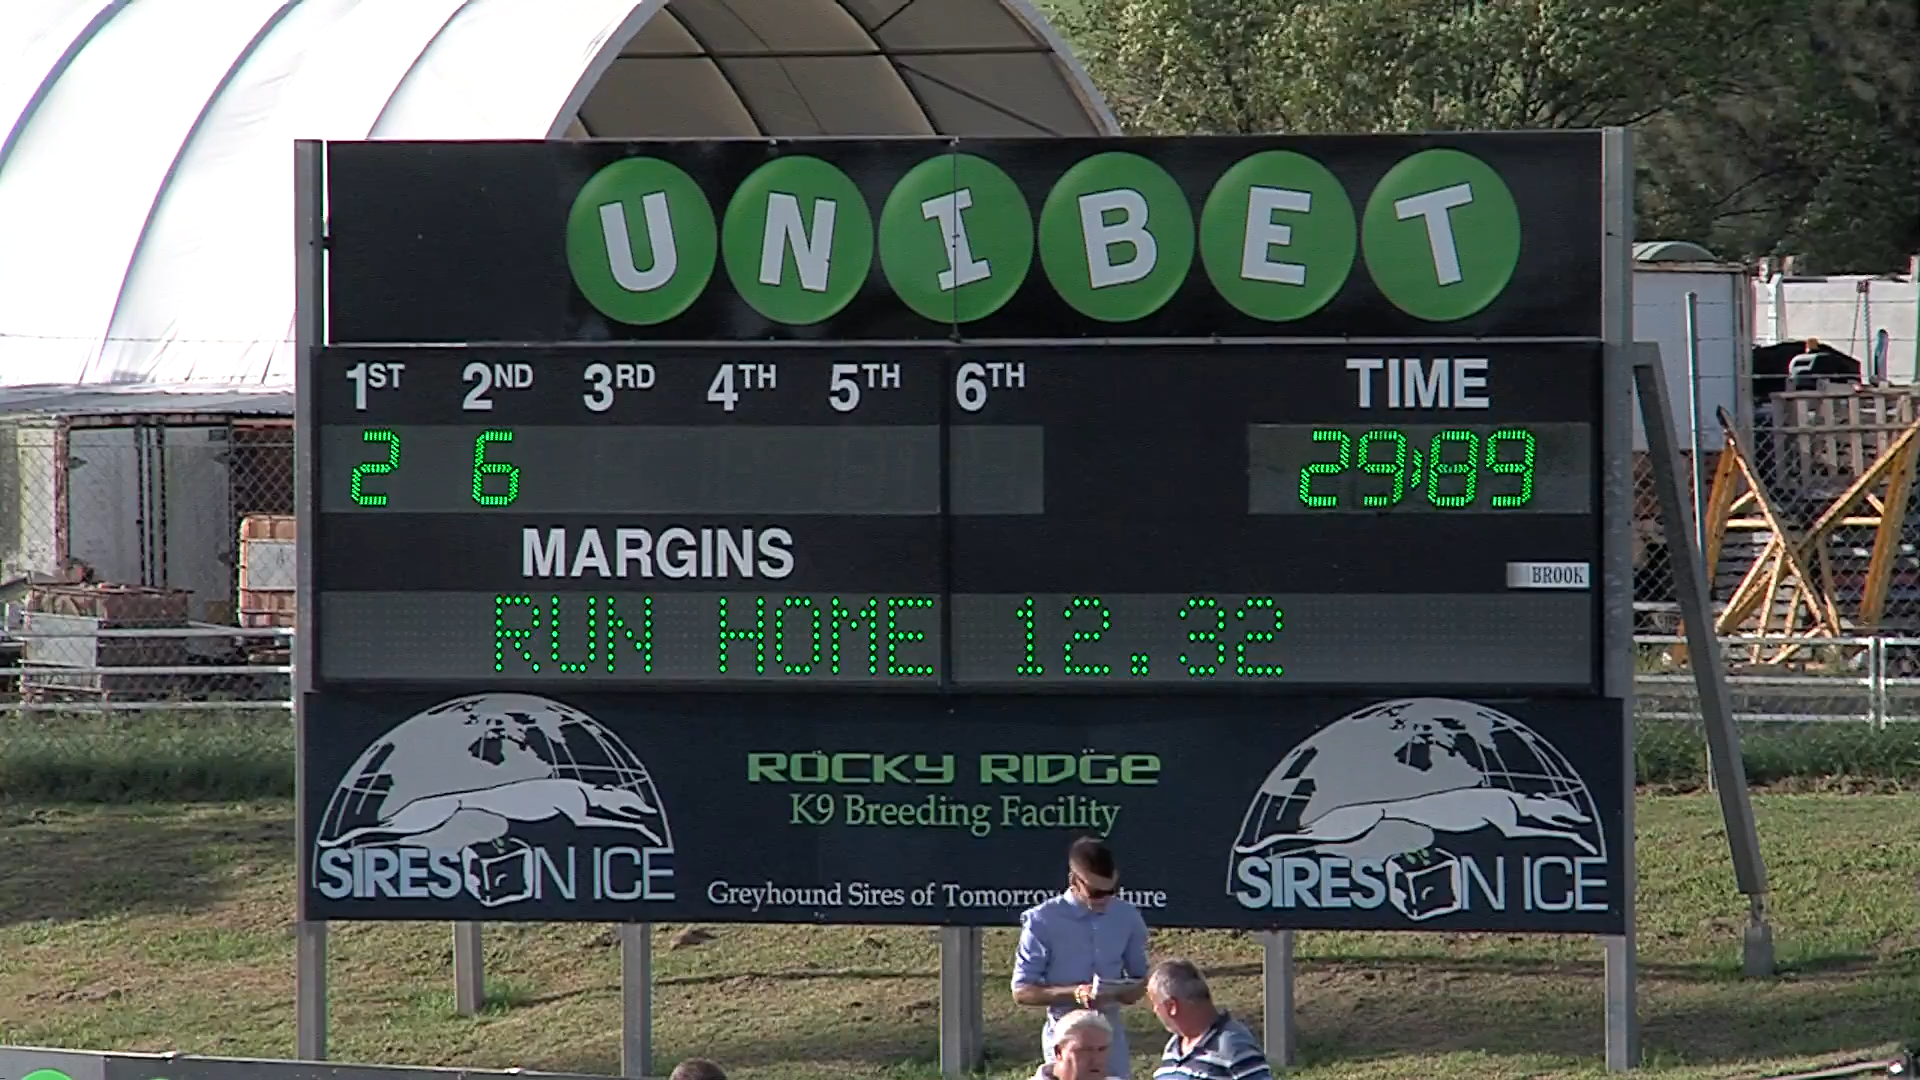 UNIBET
1ST 2ND 3RD 4TH 5TH 6TH TIME
2 6 29:89
MARGINS
BROOK
RUN HOME 12.32
ROCKY RIDGE
K9 Breeding Facility
SIRES ON ICE
SIRES ON ICE
Greyhound Sires of Tomorrow